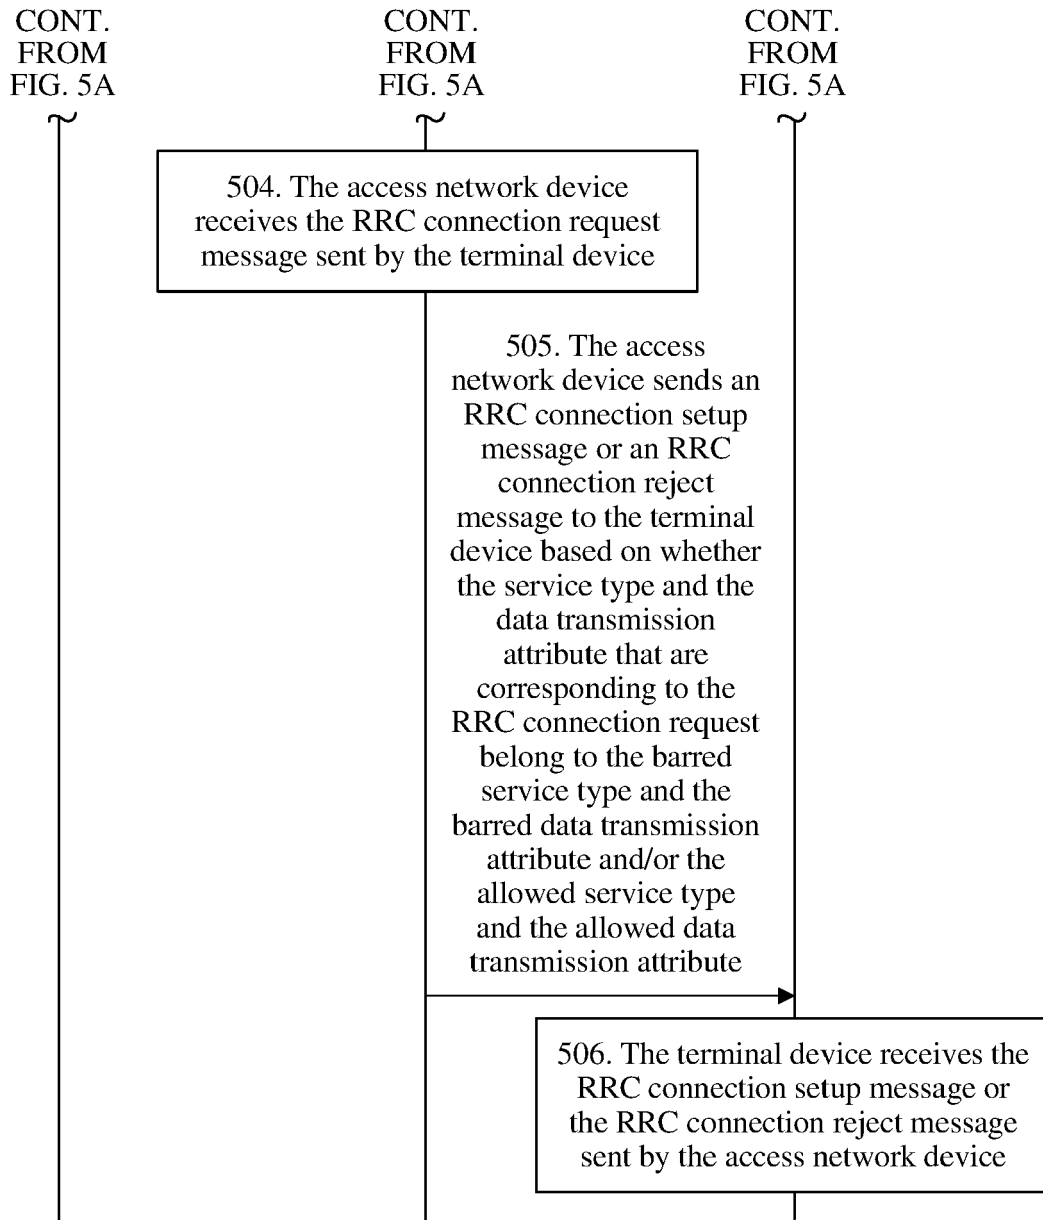 CONT.
FROM
FIG. 5A
CONT.
FROM
FIG. 5A
CONT.
FROM
FIG. 5A
504. The access network device
receives the RRC connection request
message sent by the terminal device
505. The access
network device sends an
RRC connection setup
message or an RRC
connection reject
message to the terminal
device based on whether
the service type and the
data transmission
attribute that are
corresponding to the
RRC connection request
belong to the barred
service type and the
barred data transmission
attribute and/or the
allowed service type
and the allowed data
transmission attribute
506. The terminal device receives the
RRC connection setup message or
the RRC connection reject message
sent by the access network device